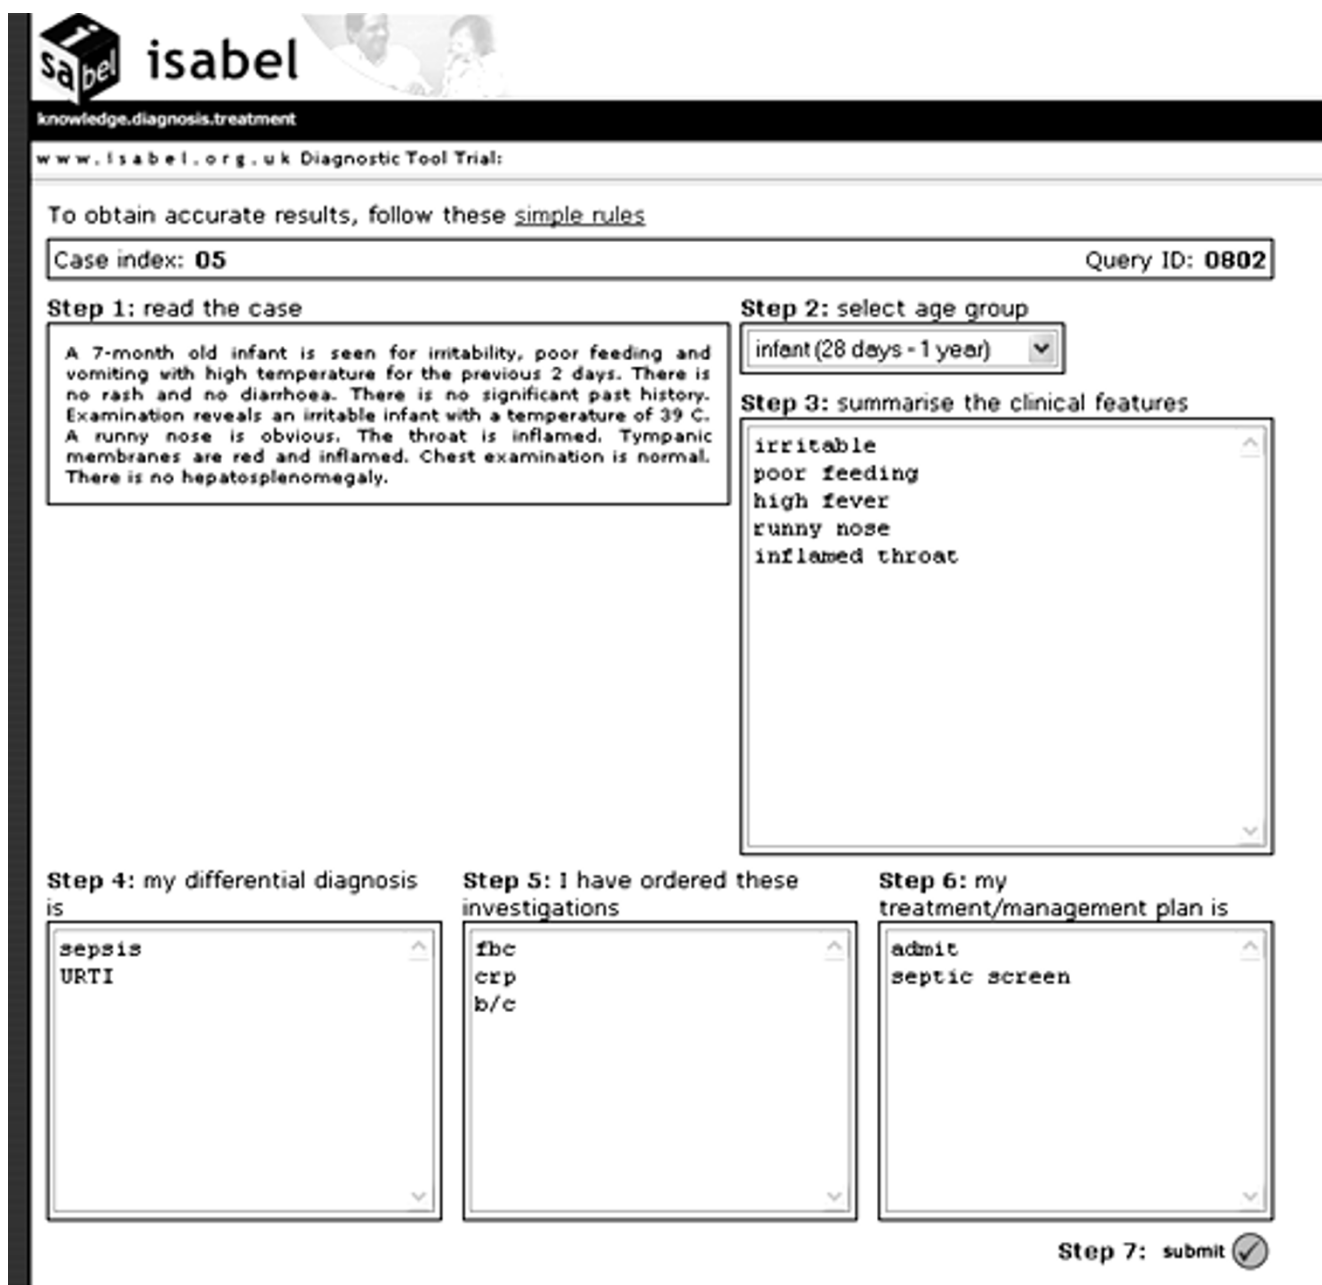 isabel
isabel
knowledge.diagnosis.treatment
www.isabel.org.uk Diagnostic Tool Trial:
To obtain accurate results, follow these simple rules
Case index: 05
Query ID: 0802
Step 1: read the case
A 7-month old infant is seen for irritability, poor feeding and
vomiting with high temperature for the previous 2 days. There is
no rash and no diarrhoea. There is no significant past history.
Examination reveals an irritable infant with a temperature of 39 C.
A runny nose is obvious. The throat is inflamed. Tympanic
membranes are red and inflamed. Chest examination is normal.
There is no hepatosplenomegaly.
Step 2: select age group
infant (28 days - 1 year)
Step 3: summarise the clinical features
irritable
poor feeding
high fever
runny nose
inflamed throat
Step 4: my differential diagnosis
is
sepsis
URTI
Step 5: I have ordered these
investigations
fbc
crp
b/c
Step 6: my
treatment/management plan is
admit
septic screen
Step 7: submit